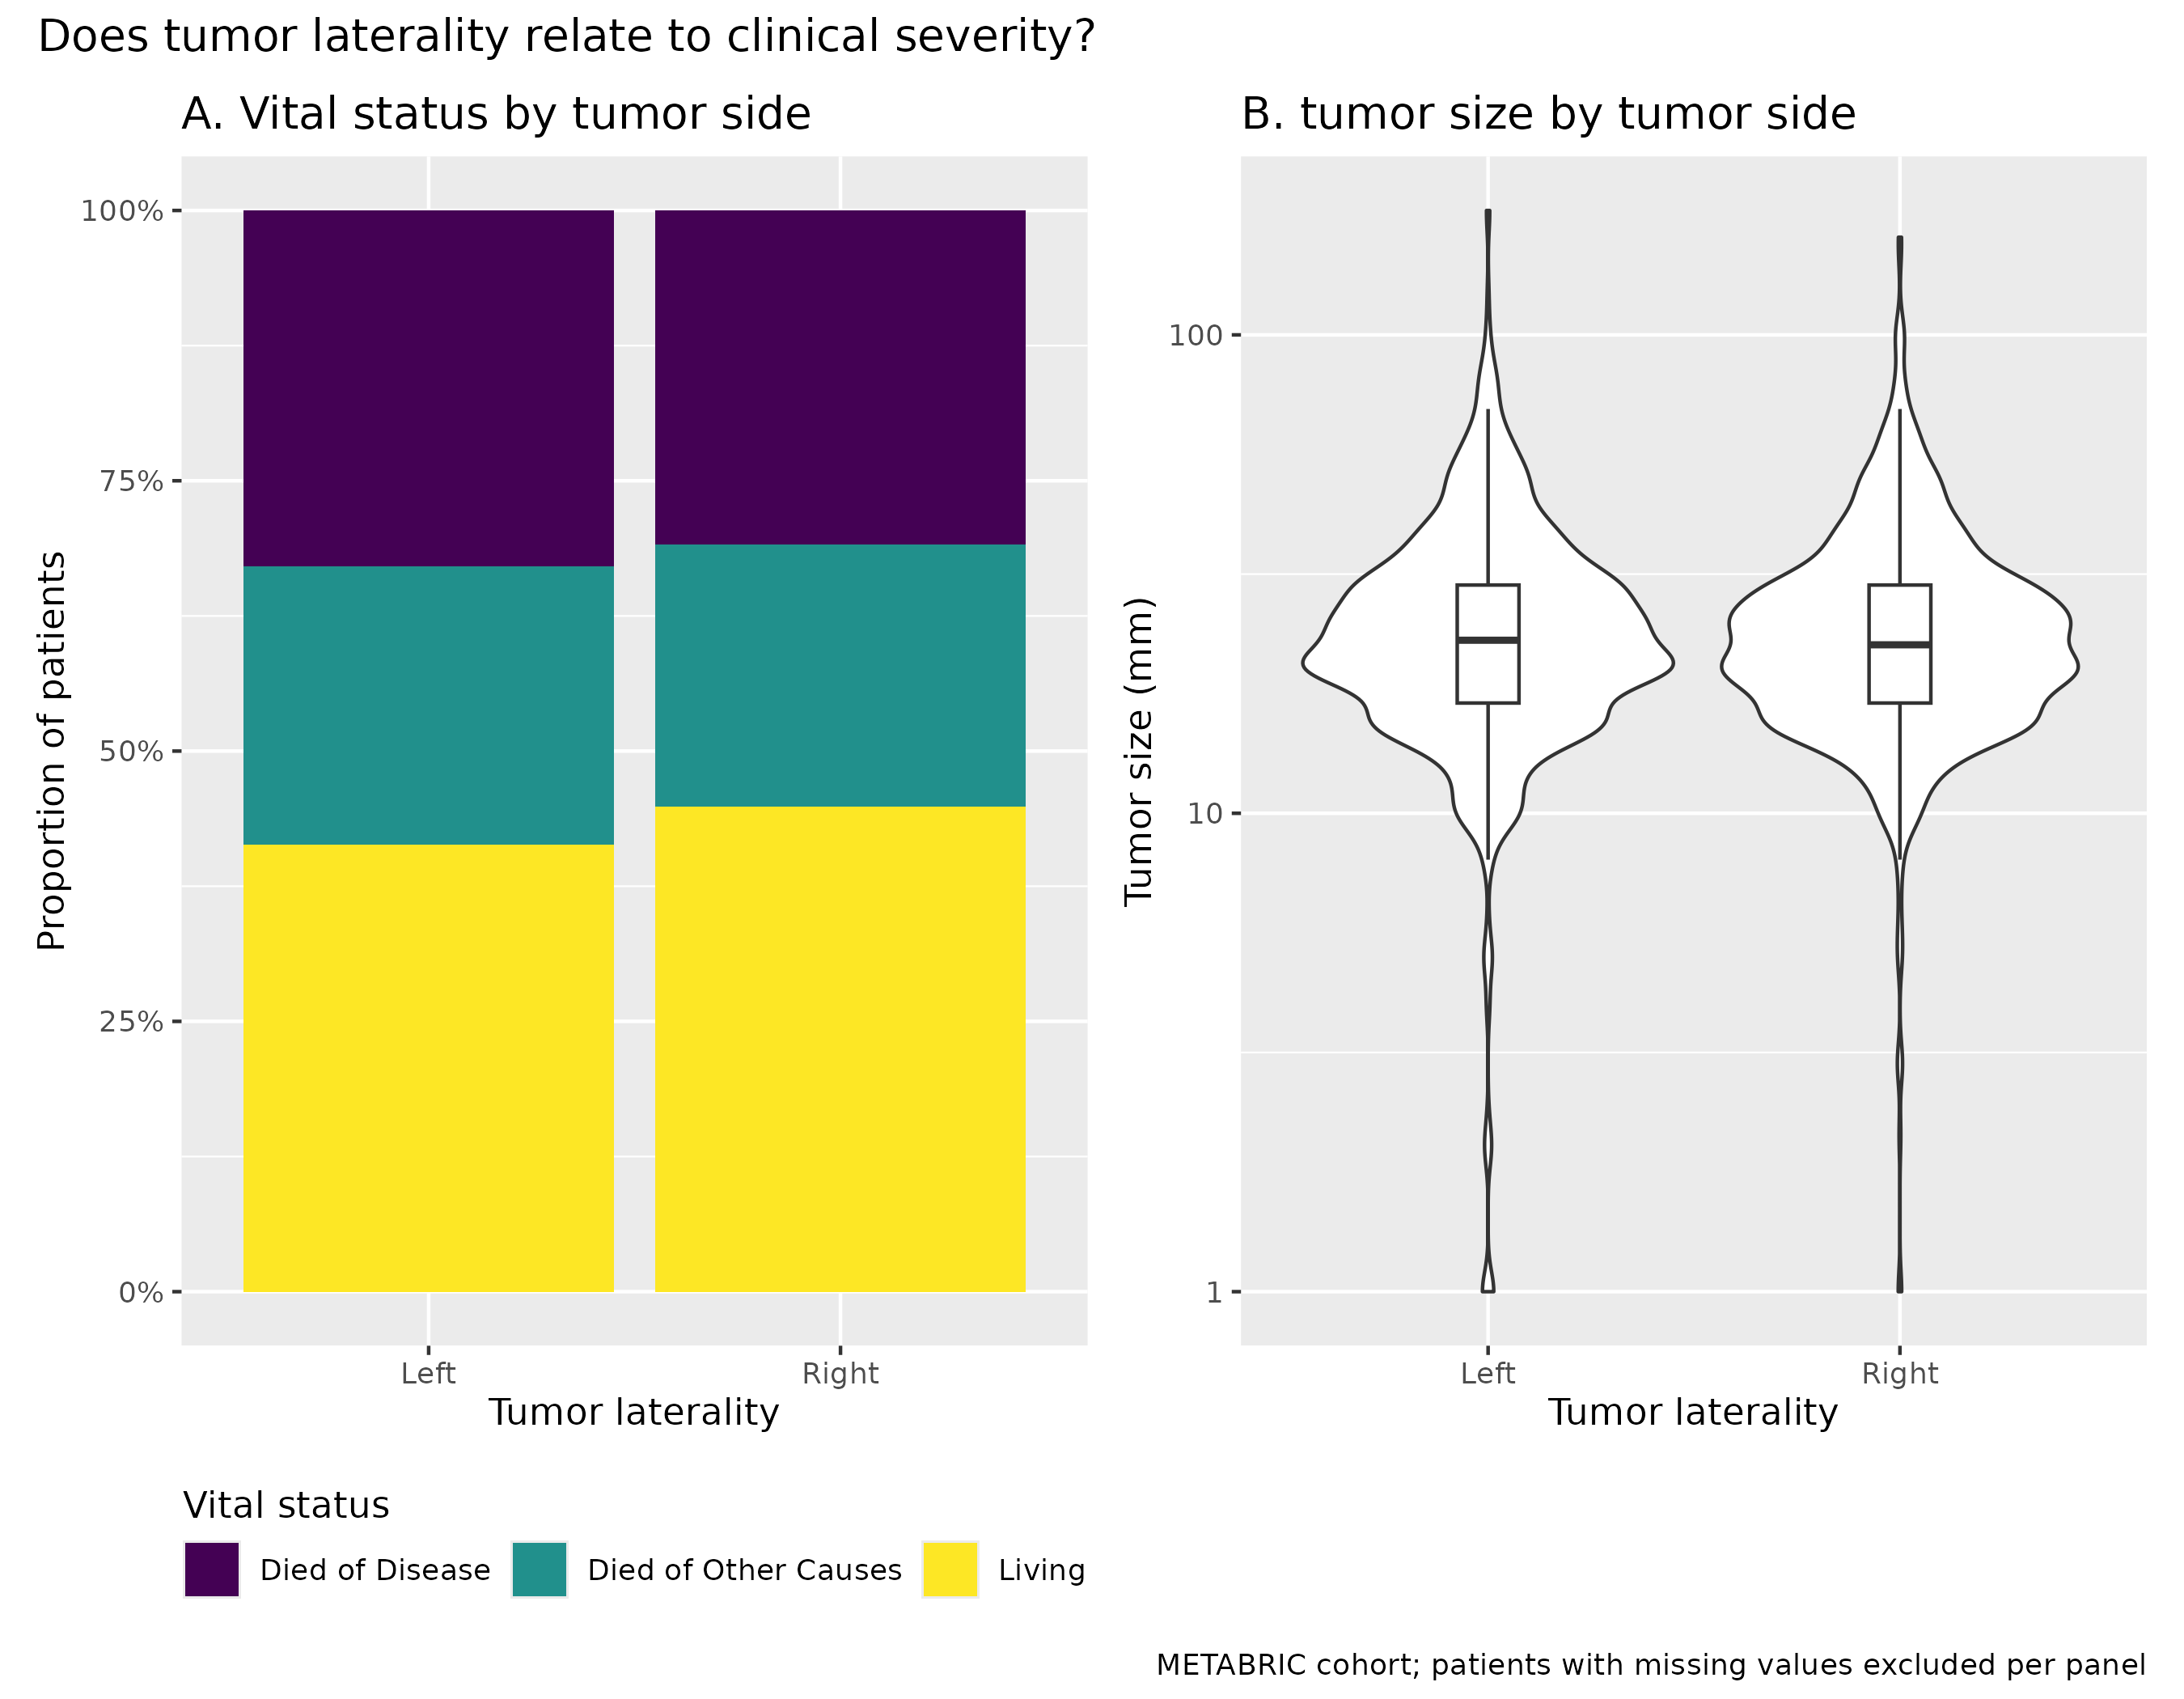 Does tumor laterality relate to clinical severity?
A. Vital status by tumor side
100%
75%
50%
25%
0%
Proportion of patients
Left
Right
Tumor laterality
Vital status
Died of Disease
Died of Other Causes
Living
B. tumor size by tumor side
100
10
1
Tumor size (mm)
Left
Right
Tumor laterality
METABRIC cohort; patients with missing values excluded per panel